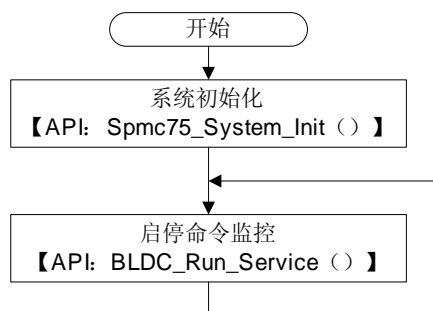 开始
系统初始化
【API：Spmc75_System_Init（）】
启停命令监控
【API：BLDC_Run_Service（）】